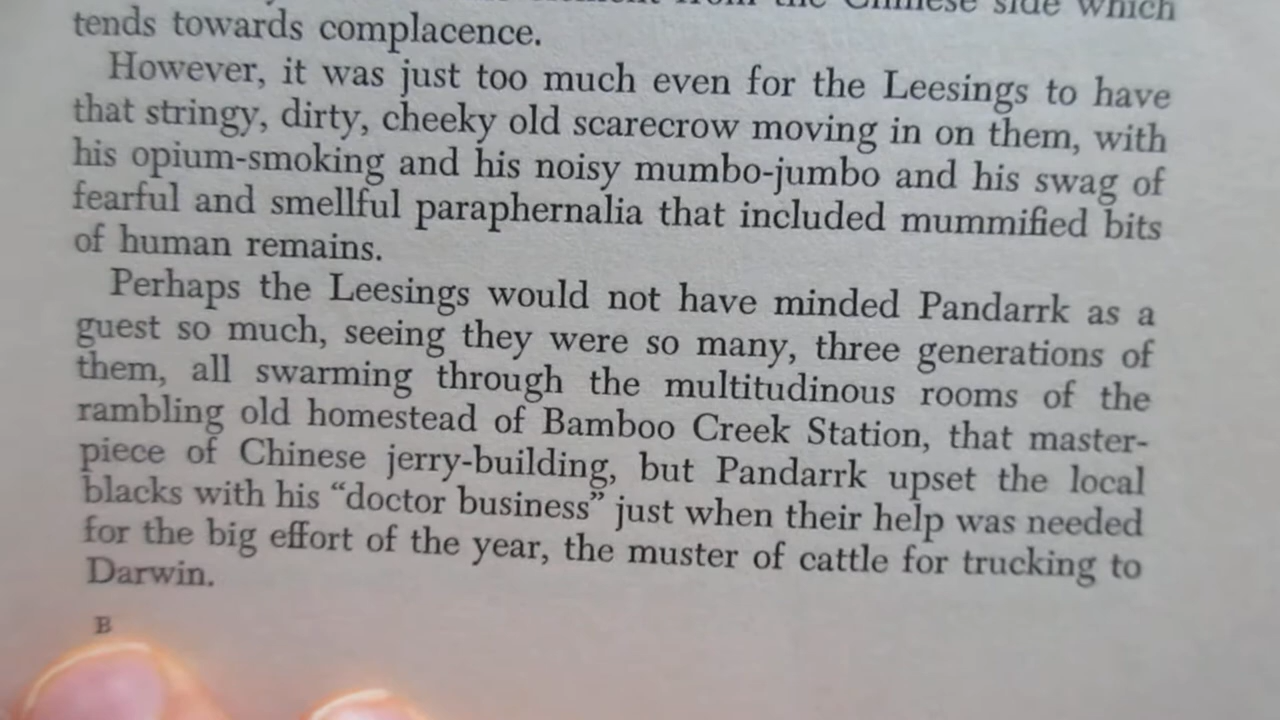 from the Chinese side which
tends towards complacence.
However, it was just too much even for the Leesings to have
that stringy, dirty, cheeky old scarecrow moving in on them, with
his opium-smoking and his noisy mumbo-jumbo and his swag of
fearful and smellful paraphernalia that included mummified bits
of human remains.
Perhaps the Leesings would not have minded Pandarrk as a
guest so much, seeing they were so many, three generations of
them, all swarming through the multitudinous rooms of the
rambling old homestead of Bamboo Creek Station, that master-
piece of Chinese jerry-building, but Pandarrk upset the local
blacks with his “doctor business” just when their help was needed
for the big effort of the year, the muster of cattle for trucking to
Darwin.
B